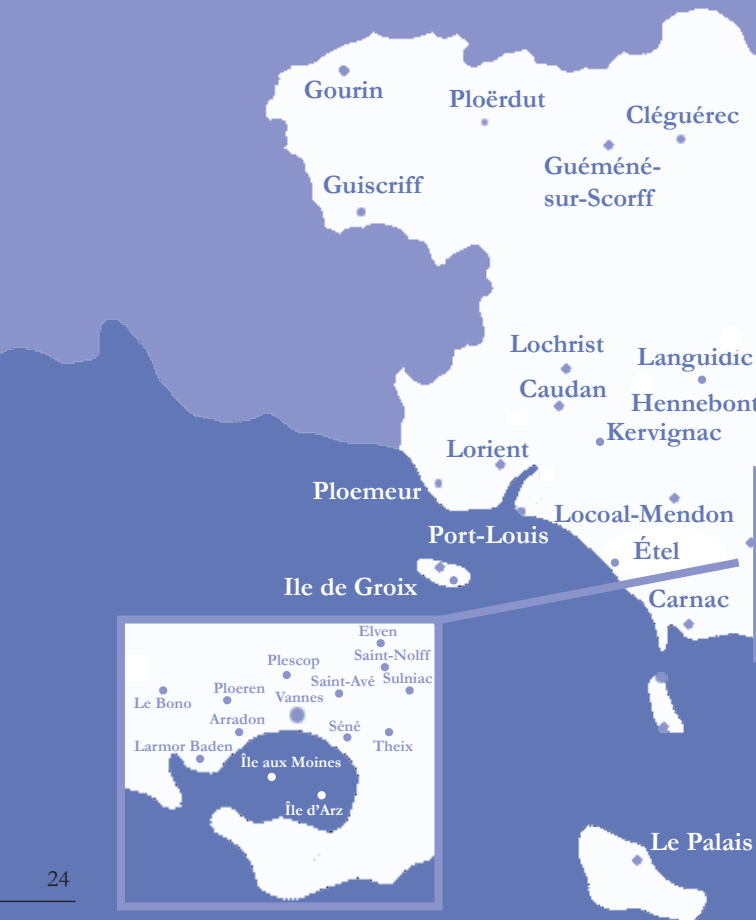 Gourin
Ploërdut
Cléguérec
Guéméné-
sur-Scorff
Guiscriff
Lochrist
Languidic
Caudan
Hennebont
Kervignac
Lorient
Ploemeur
Locoal-Mendon
Port-Louis
Étel
Ile de Groix
Carnac
Elven
Saint-Nolff
Plescop
Saint-Avé
Sulniac
Ploeren
Vannes
Le Bono
Arradon
Séné
Larmor Baden
Theix
Île aux Moines
Île d'Arz
Le Palais
24